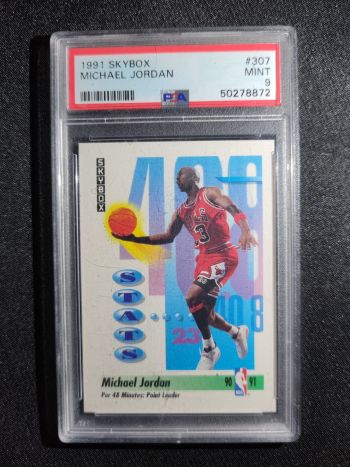 1991 SKYBOX #307
MICHAEL JORDAN MINT
9
PSA 50278872
SKYBOX
STATS
23
Michael Jordan 90 NBA 91
Per 48 Minutes: Point Leader